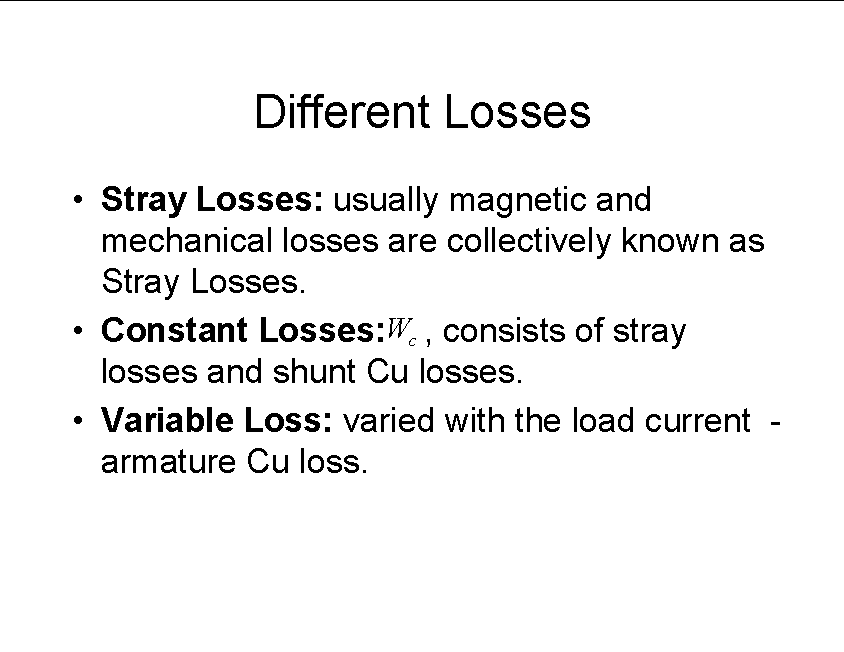 Different Losses
• Stray Losses: usually magnetic and
mechanical losses are collectively known as
Stray Losses.
• Constant Losses: W_c , consists of stray
losses and shunt Cu losses.
• Variable Loss: varied with the load current -
armature Cu loss.